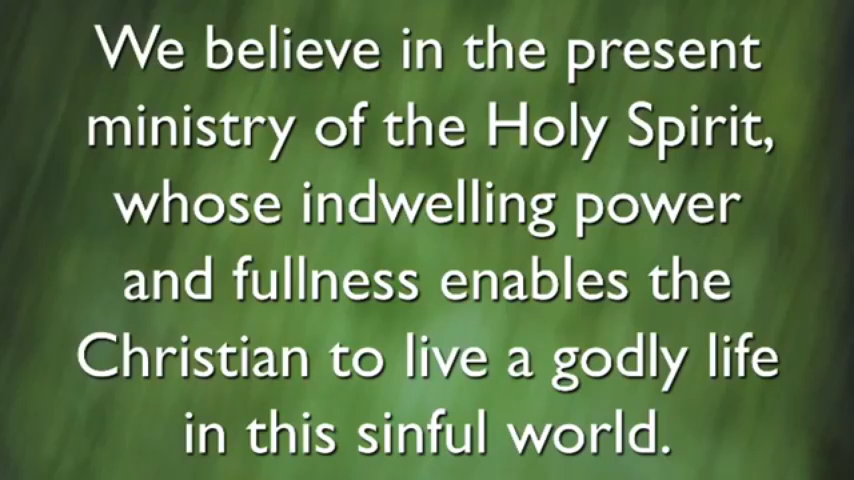 We believe in the present
ministry of the Holy Spirit,
whose indwelling power
and fullness enables the
Christian to live a godly life
in this sinful world.